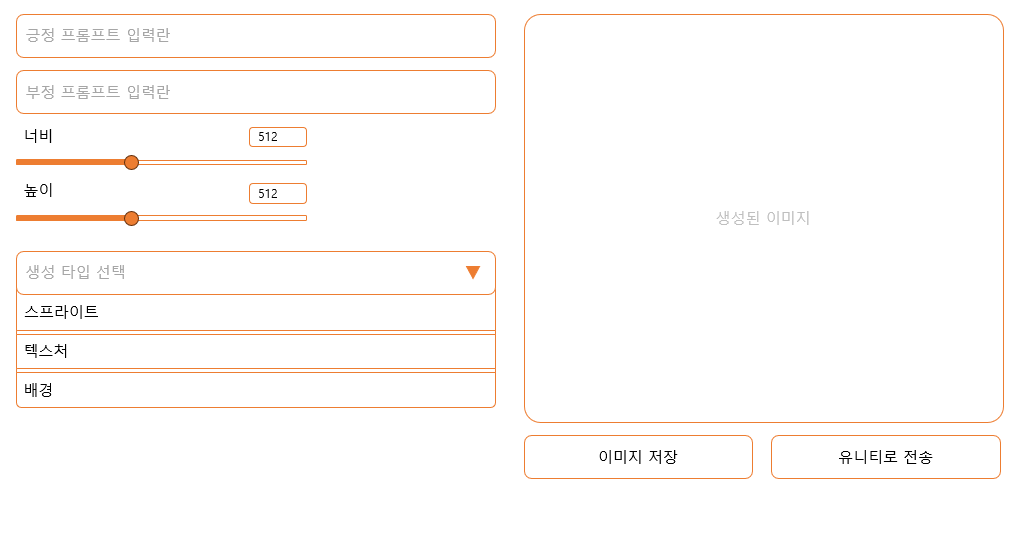 긍정 프롬프트 입력란
부정 프롬프트 입력란
너비
512
높이
512
생성 타입 선택
스프라이트
텍스처
배경
생성된 이미지
이미지 저장
유니티로 전송